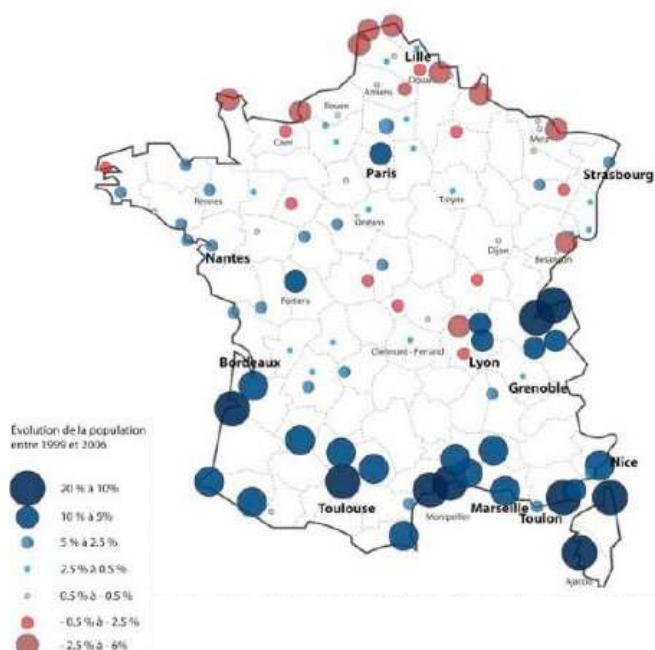 Lille
Douai
Amiens
Rouen
Caen
Metz
Paris
Strasbourg
Rennes
Troyes
Orléans
Nantes
Dijon
Besançon
Poitiers
Clermont-Ferrand
Lyon
Bordeaux
Grenoble
Évolution de la population
entre 1999 et 2006
20 % à 10%
10 % à 5%
5 % à 2.5 %
2.5 % à 0.5 %
0.5 % à - 0.5 %
- 0.5 % à - 2.5 %
- 2.5 % à - 6%
Nice
Toulouse
Montpellier
Marseille
Toulon
Ajaccio